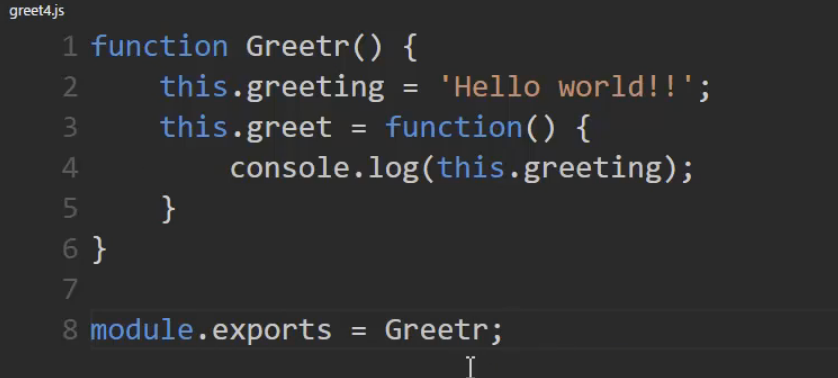 greet4.js
1 function Greetr() {
2     this.greeting = 'Hello world!!';
3     this.greet = function() {
4         console.log(this.greeting);
5     }
6 }
7
8 module.exports = Greetr;